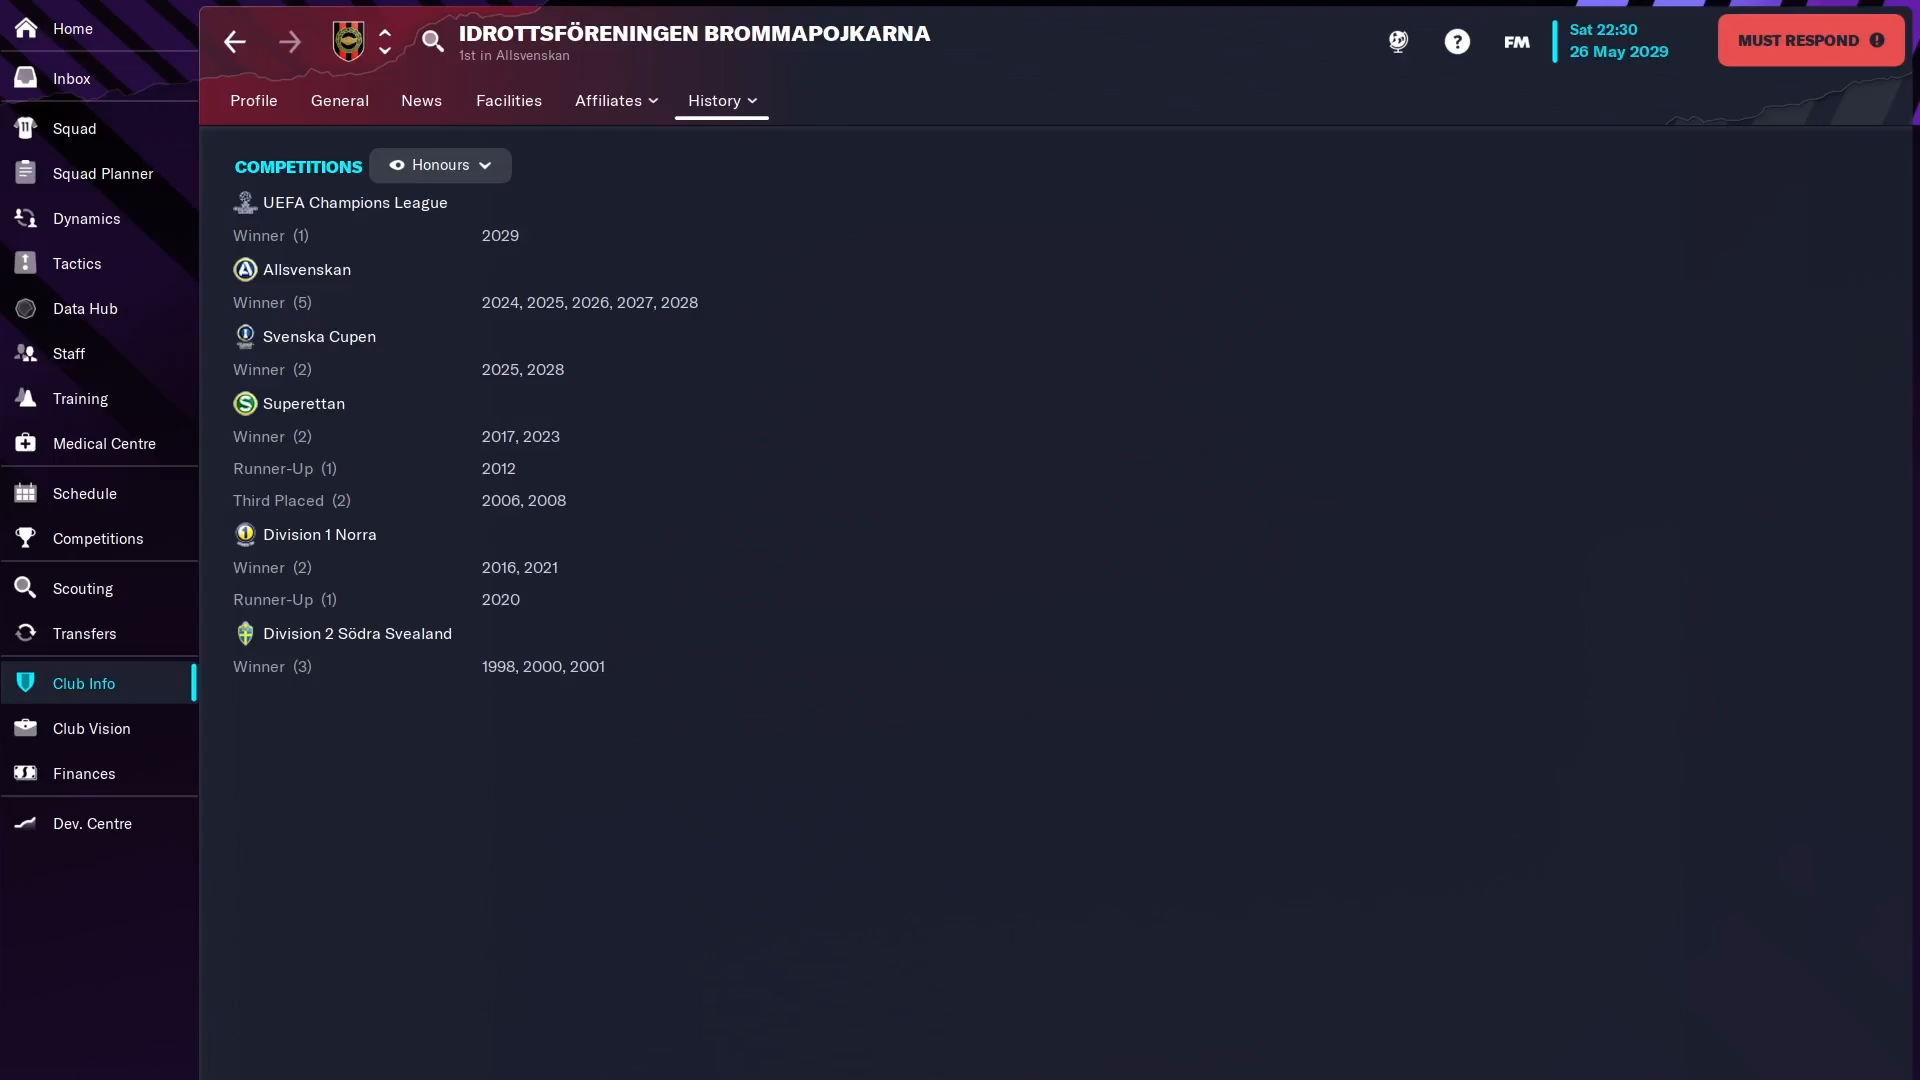 Home
Inbox
Squad
Squad Planner
Dynamics
Tactics
Data Hub
Staff
Training
Medical Centre
Schedule
Competitions
Scouting
Transfers
Club Info
Club Vision
Finances
Dev. Centre
IDROTTSFÖRENINGEN BROMMAPOJKARNA
1st in Allsvenskan
FM
Sat 22:30
26 May 2029
MUST RESPOND
Profile General News Facilities Affiliates History
COMPETITIONS Honours
UEFA Champions League
Winner (1) 2029
Allsvenskan
Winner (5) 2024, 2025, 2026, 2027, 2028
Svenska Cupen
Winner (2) 2025, 2028
Superettan
Winner (2) 2017, 2023
Runner-Up (1) 2012
Third Placed (2) 2006, 2008
Division 1 Norra
Winner (2) 2016, 2021
Runner-Up (1) 2020
Division 2 Södra Svealand
Winner (3) 1998, 2000, 2001